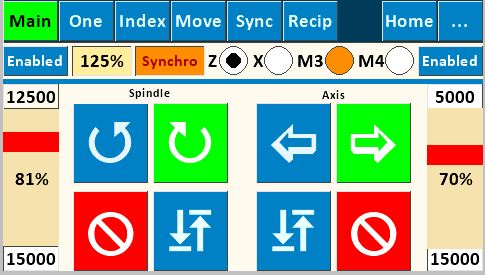 Main One Index Move Sync Recip Home ...
Enabled 125% Synchro Z X M3 M4 Enabled
12500 Spindle Axis 5000
81% 70%
15000 15000